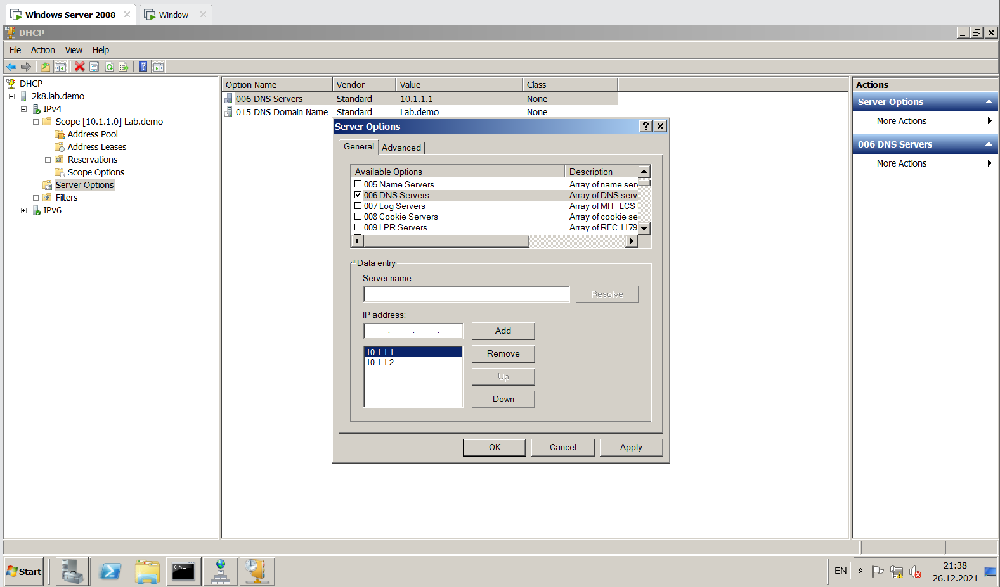 Windows Server 2008
Window
DHCP
File Action View Help
DHCP
2k8.lab.demo
IPv4
Scope [10.1.1.0] Lab.demo
Address Pool
Address Leases
Reservations
Scope Options
Server Options
Filters
IPv6
Option Name Vendor Value Class
006 DNS Servers Standard 10.1.1.1 None
015 DNS Domain Name Standard Lab.demo None
Server Options
General Advanced
Available Options Description
005 Name Servers Array of name serv
006 DNS Servers Array of DNS serv
007 Log Servers Array of MIT_LCS
008 Cookie Servers Array of cookie se
009 LPR Servers Array of RFC 1179
Data entry
Server name:
Resolve
IP address:
. . . Add
10.1.1.1
10.1.1.2
Remove
Up
Down
OK Cancel Apply
Actions
Server Options
More Actions
006 DNS Servers
More Actions
Start
EN
21:38
26.12.2021